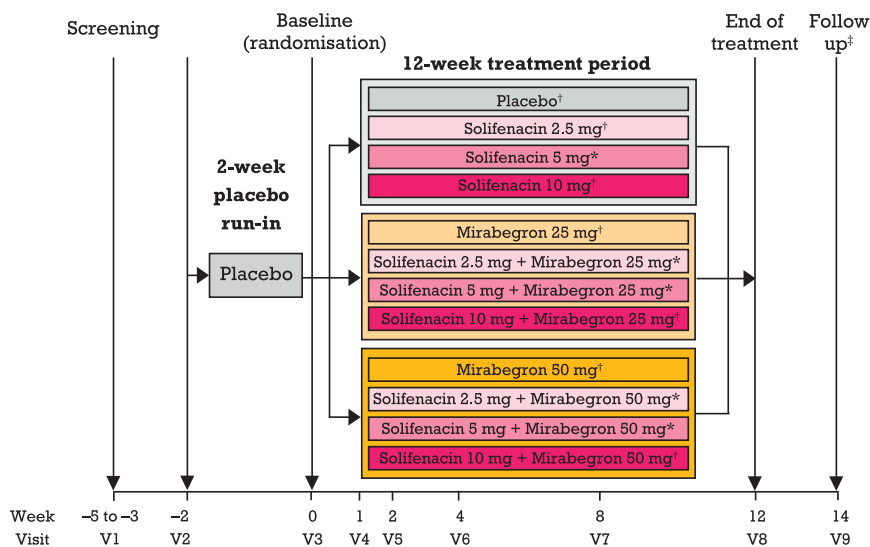 Screening
Baseline
(randomisation)
End of
treatment
Follow
up‡
12-week treatment period
2-week
placebo
run-in
Placebo
Placebo†
Solifenacin 2.5 mg†
Solifenacin 5 mg*
Solifenacin 10 mg†
Mirabegron 25 mg†
Solifenacin 2.5 mg + Mirabegron 25 mg*
Solifenacin 5 mg + Mirabegron 25 mg*
Solifenacin 10 mg + Mirabegron 25 mg†
Mirabegron 50 mg†
Solifenacin 2.5 mg + Mirabegron 50 mg*
Solifenacin 5 mg + Mirabegron 50 mg*
Solifenacin 10 mg + Mirabegron 50 mg†
Week –5 to –3 –2 0 1 2 4 8 12 14
Visit V1 V2 V3 V4 V5 V6 V7 V8 V9